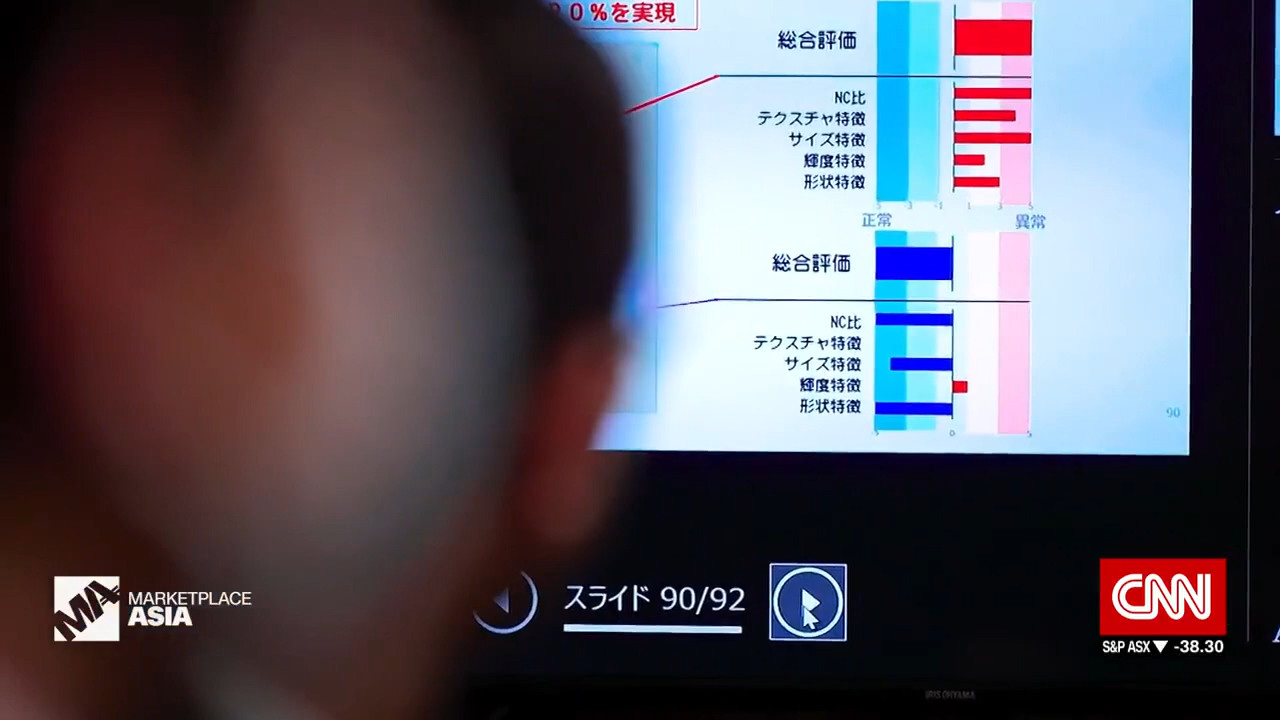 ０％を実現
総合評価
NC比
テクスチャ特徴
サイズ特徴
輝度特徴
形状特徴
正常 異常
総合評価
NC比
テクスチャ特徴
サイズ特徴
輝度特徴
形状特徴
90
スライド 90/92
MA
MARKETPLACE
ASIA
CNN
S&P ASX ▼ -38.30
IRIS OHYAMA